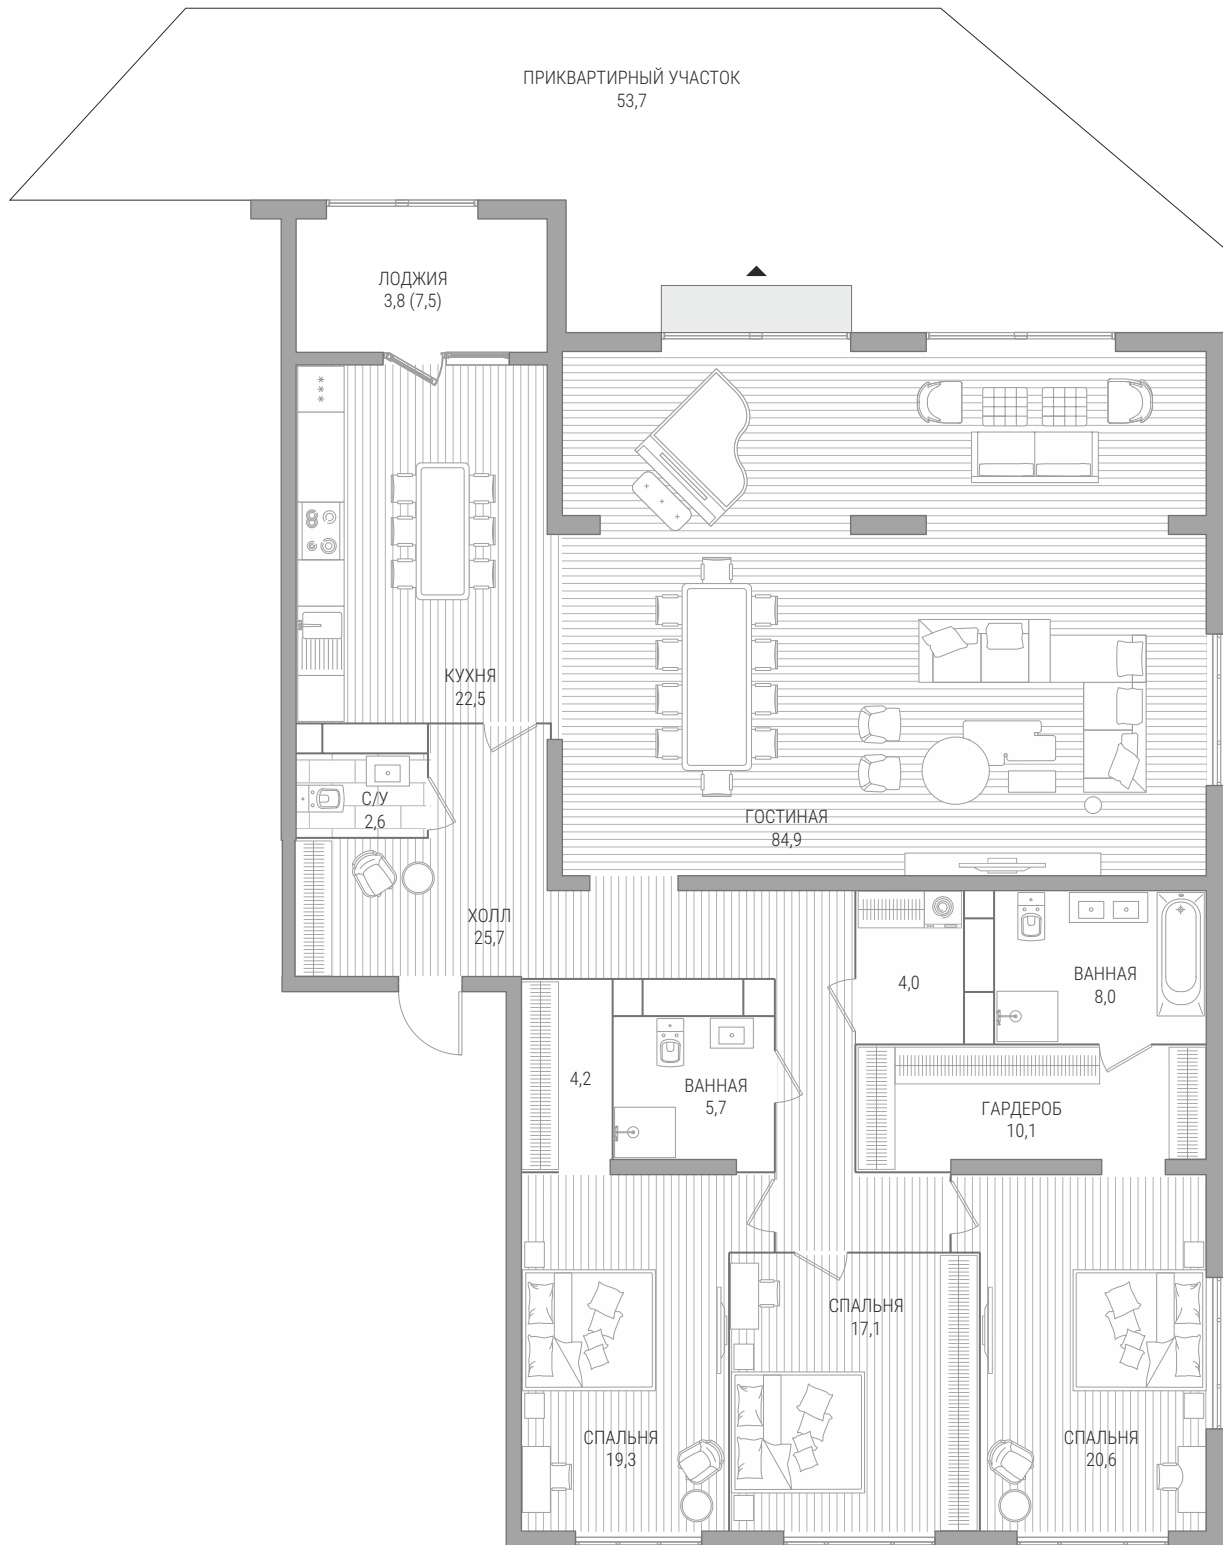 ПРИКВАРТИРНЫЙ УЧАСТОК
53,7
ЛОДЖИЯ
3,8 (7,5)
КУХНЯ
22,5
С/У
2,6
ГОСТИНАЯ
84,9
ХОЛЛ
25,7
4,0
ВАННАЯ
8,0
4,2
ВАННАЯ
5,7
ГАРДЕРОБ
10,1
СПАЛЬНЯ
17,1
СПАЛЬНЯ
19,3
СПАЛЬНЯ
20,6